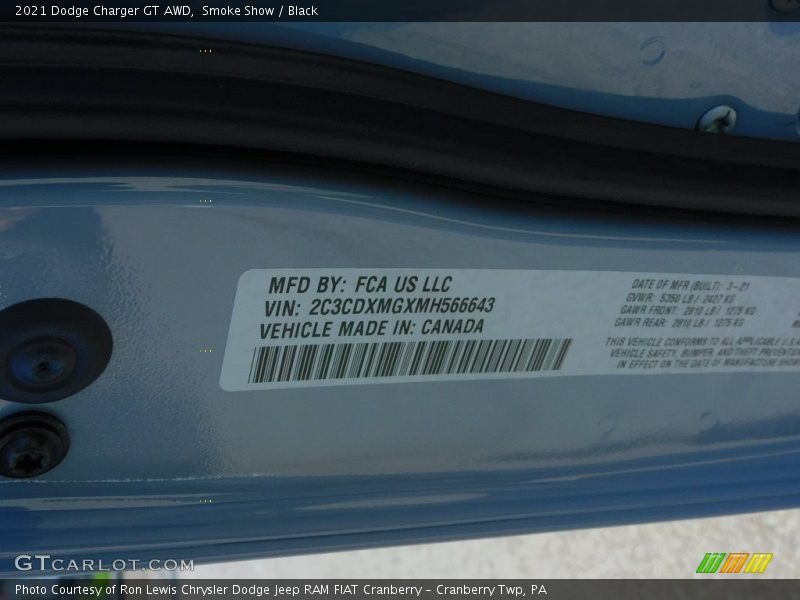 2021 Dodge Charger GT AWD, Smoke Show / Black
MFD BY: FCA US LLC
VIN: 2C3CDXMGXMH566643
VEHICLE MADE IN: CANADA
DATE OF MFR (BUILT): 3-21
GVWR: 5350 LB / 2427 KG
GAWR FRONT: 2810 LB / 1275 KG
GAWR REAR: 2810 LB / 1275 KG
THIS VEHICLE CONFORMS TO ALL APPLICABLE U.S.A.
VEHICLE SAFETY, BUMPER, AND THEFT PREVENTION
IN EFFECT ON THE DATE OF MANUFACTURE SHOWN
GTCARLOT.COM
Photo Courtesy of Ron Lewis Chrysler Dodge Jeep RAM FIAT Cranberry - Cranberry Twp, PA